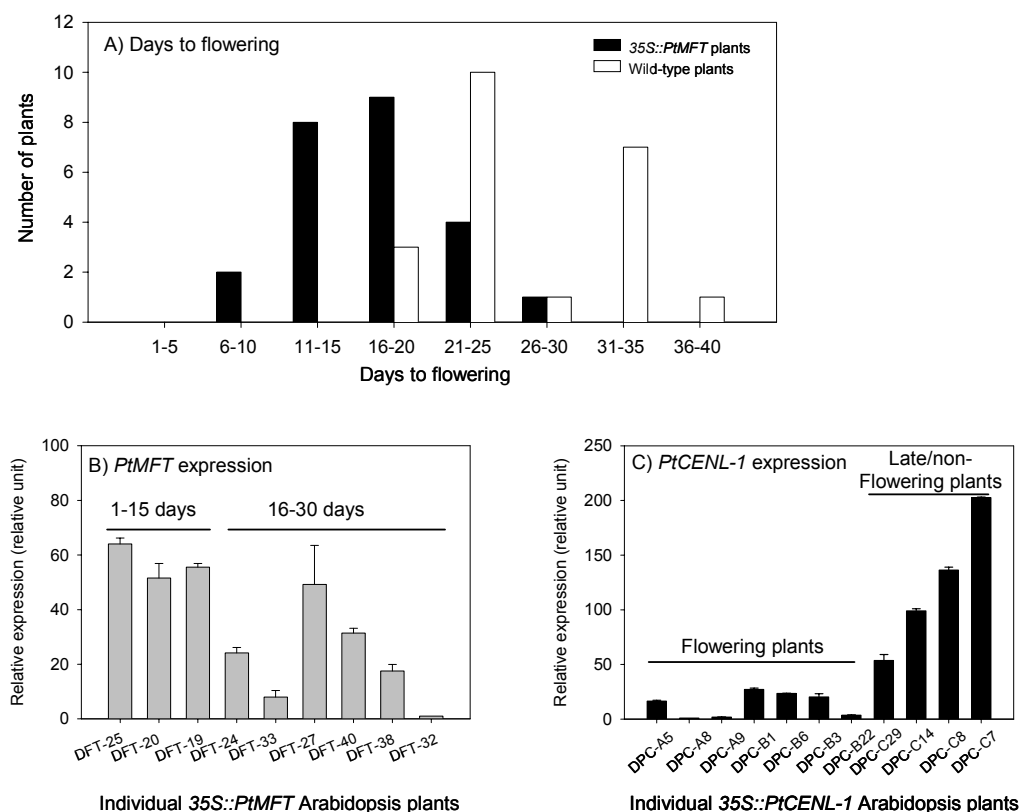 A) Days to flowering
35S::PtMFT plants
Wild-type plants
Number of plants
12
10
8
6
4
2
0
1-5 6-10 11-15 16-20 21-25 26-30 31-35 36-40
Days to flowering
B) PtMFT expression
1-15 days 16-30 days
Relative expression (relative unit)
100
80
60
40
20
0
DFT-25 DFT-20 DFT-19 DFT-24 DFT-33 DFT-27 DFT-40 DFT-38 DFT-32
Individual 35S::PtMFT Arabidopsis plants
C) PtCENL-1 expression
Late/non-
Flowering plants
Flowering plants
Relative expression (relative unit)
250
200
150
100
50
0
DPC-A5 DPC-A8 DPC-A9 DPC-B1 DPC-B6 DPC-B3 DPC-B22 DPC-C29 DPC-C14 DPC-C8 DPC-C7
Individual 35S::PtCENL-1 Arabidopsis plants